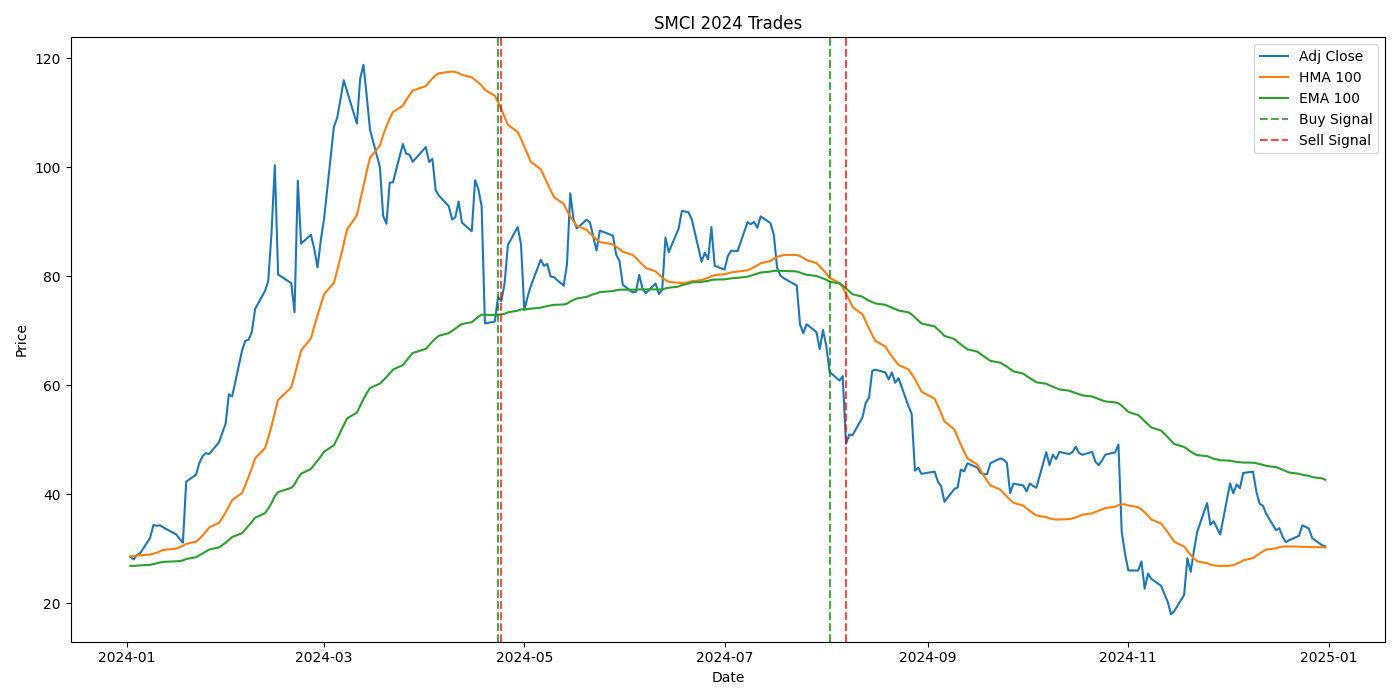 SMCI 2024 Trades
Price
120
100
80
60
40
20
Adj Close
HMA 100
EMA 100
Buy Signal
Sell Signal
2024-01
2024-03
2024-05
2024-07
2024-09
2024-11
2025-01
Date